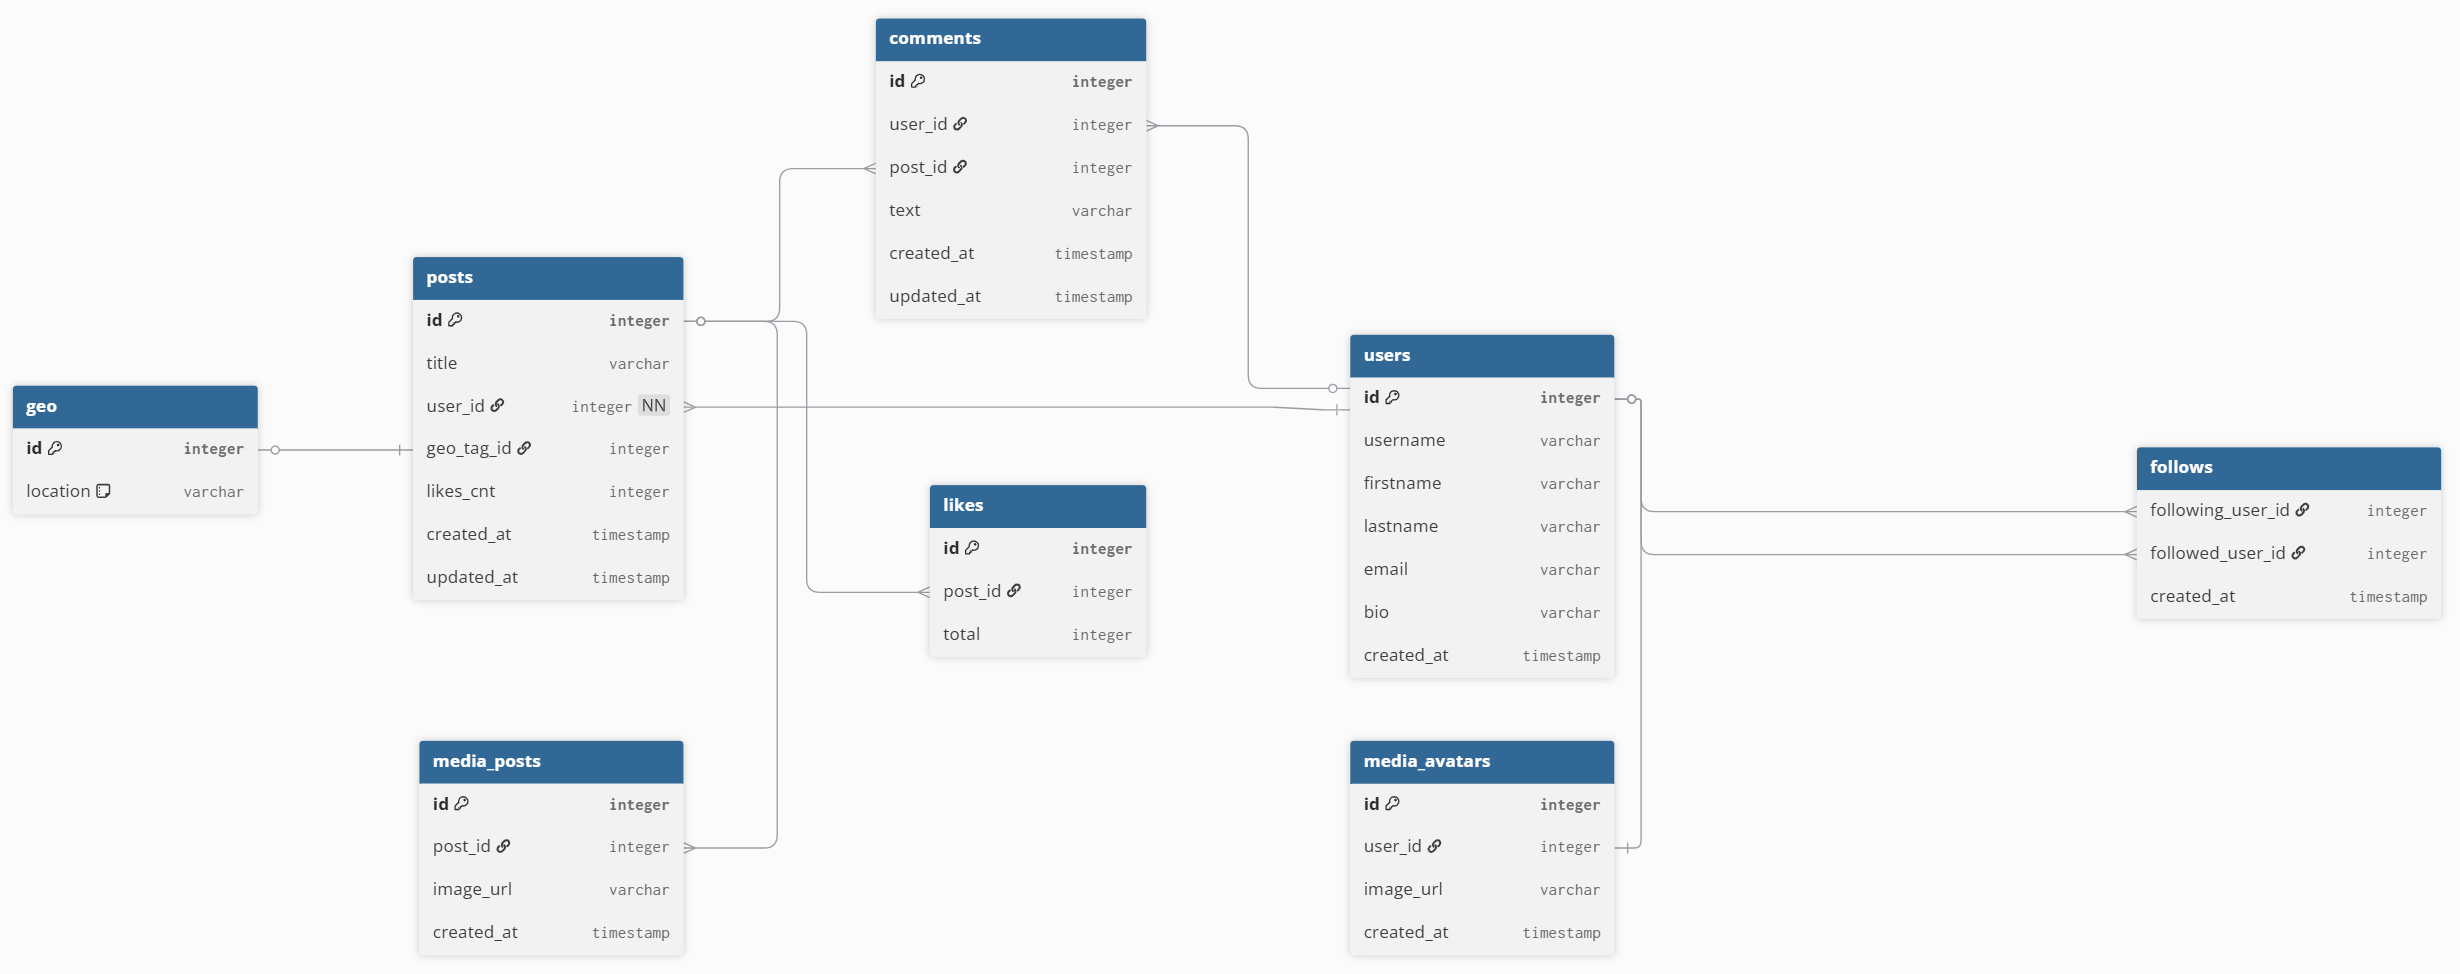 comments
id integer
user_id integer
post_id integer
text varchar
created_at timestamp
updated_at timestamp
posts
id integer
title varchar
user_id integer NN
geo_tag_id integer
likes_cnt integer
created_at timestamp
updated_at timestamp
geo
id integer
location varchar
likes
id integer
post_id integer
total integer
users
id integer
username varchar
firstname varchar
lastname varchar
email varchar
bio varchar
created_at timestamp
follows
following_user_id integer
followed_user_id integer
created_at timestamp
media_posts
id integer
post_id integer
image_url varchar
created_at timestamp
media_avatars
id integer
user_id integer
image_url varchar
created_at timestamp